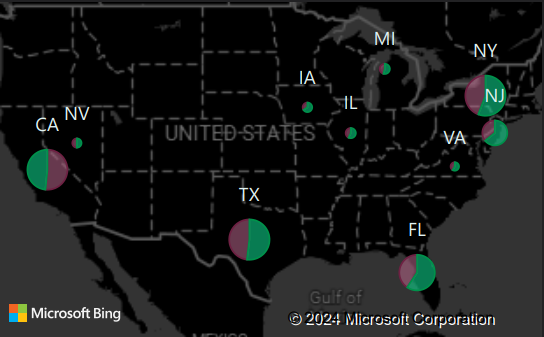 MI
NY
IA
NJ
IL
NV
CA
UNITED STATES
VA
TX
FL
Gulf of
Microsoft Bing
© 2024 Microsoft Corporation
MEXICO